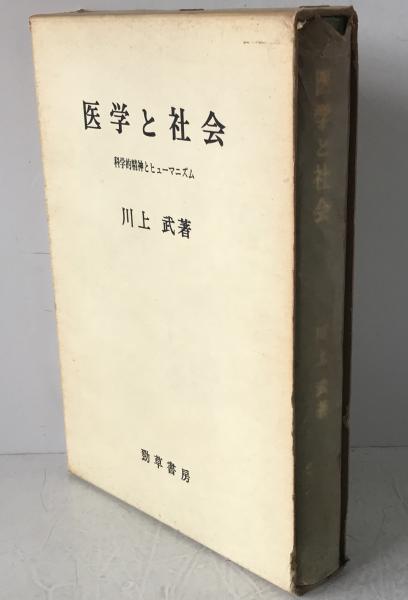 医学と社会
科学的精神とヒューマニズム
川上 武著
勁草書房
医学と社会
川上武著